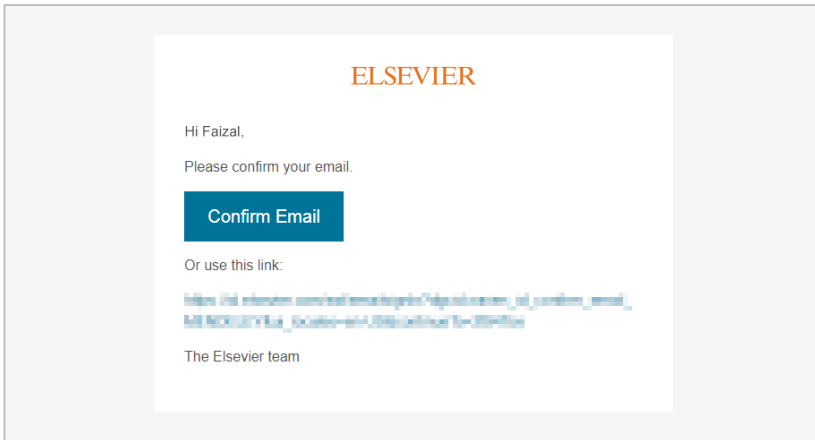 ELSEVIER
Hi Faizal,
Please confirm your email.
Confirm Email
Or use this link:
The Elsevier team